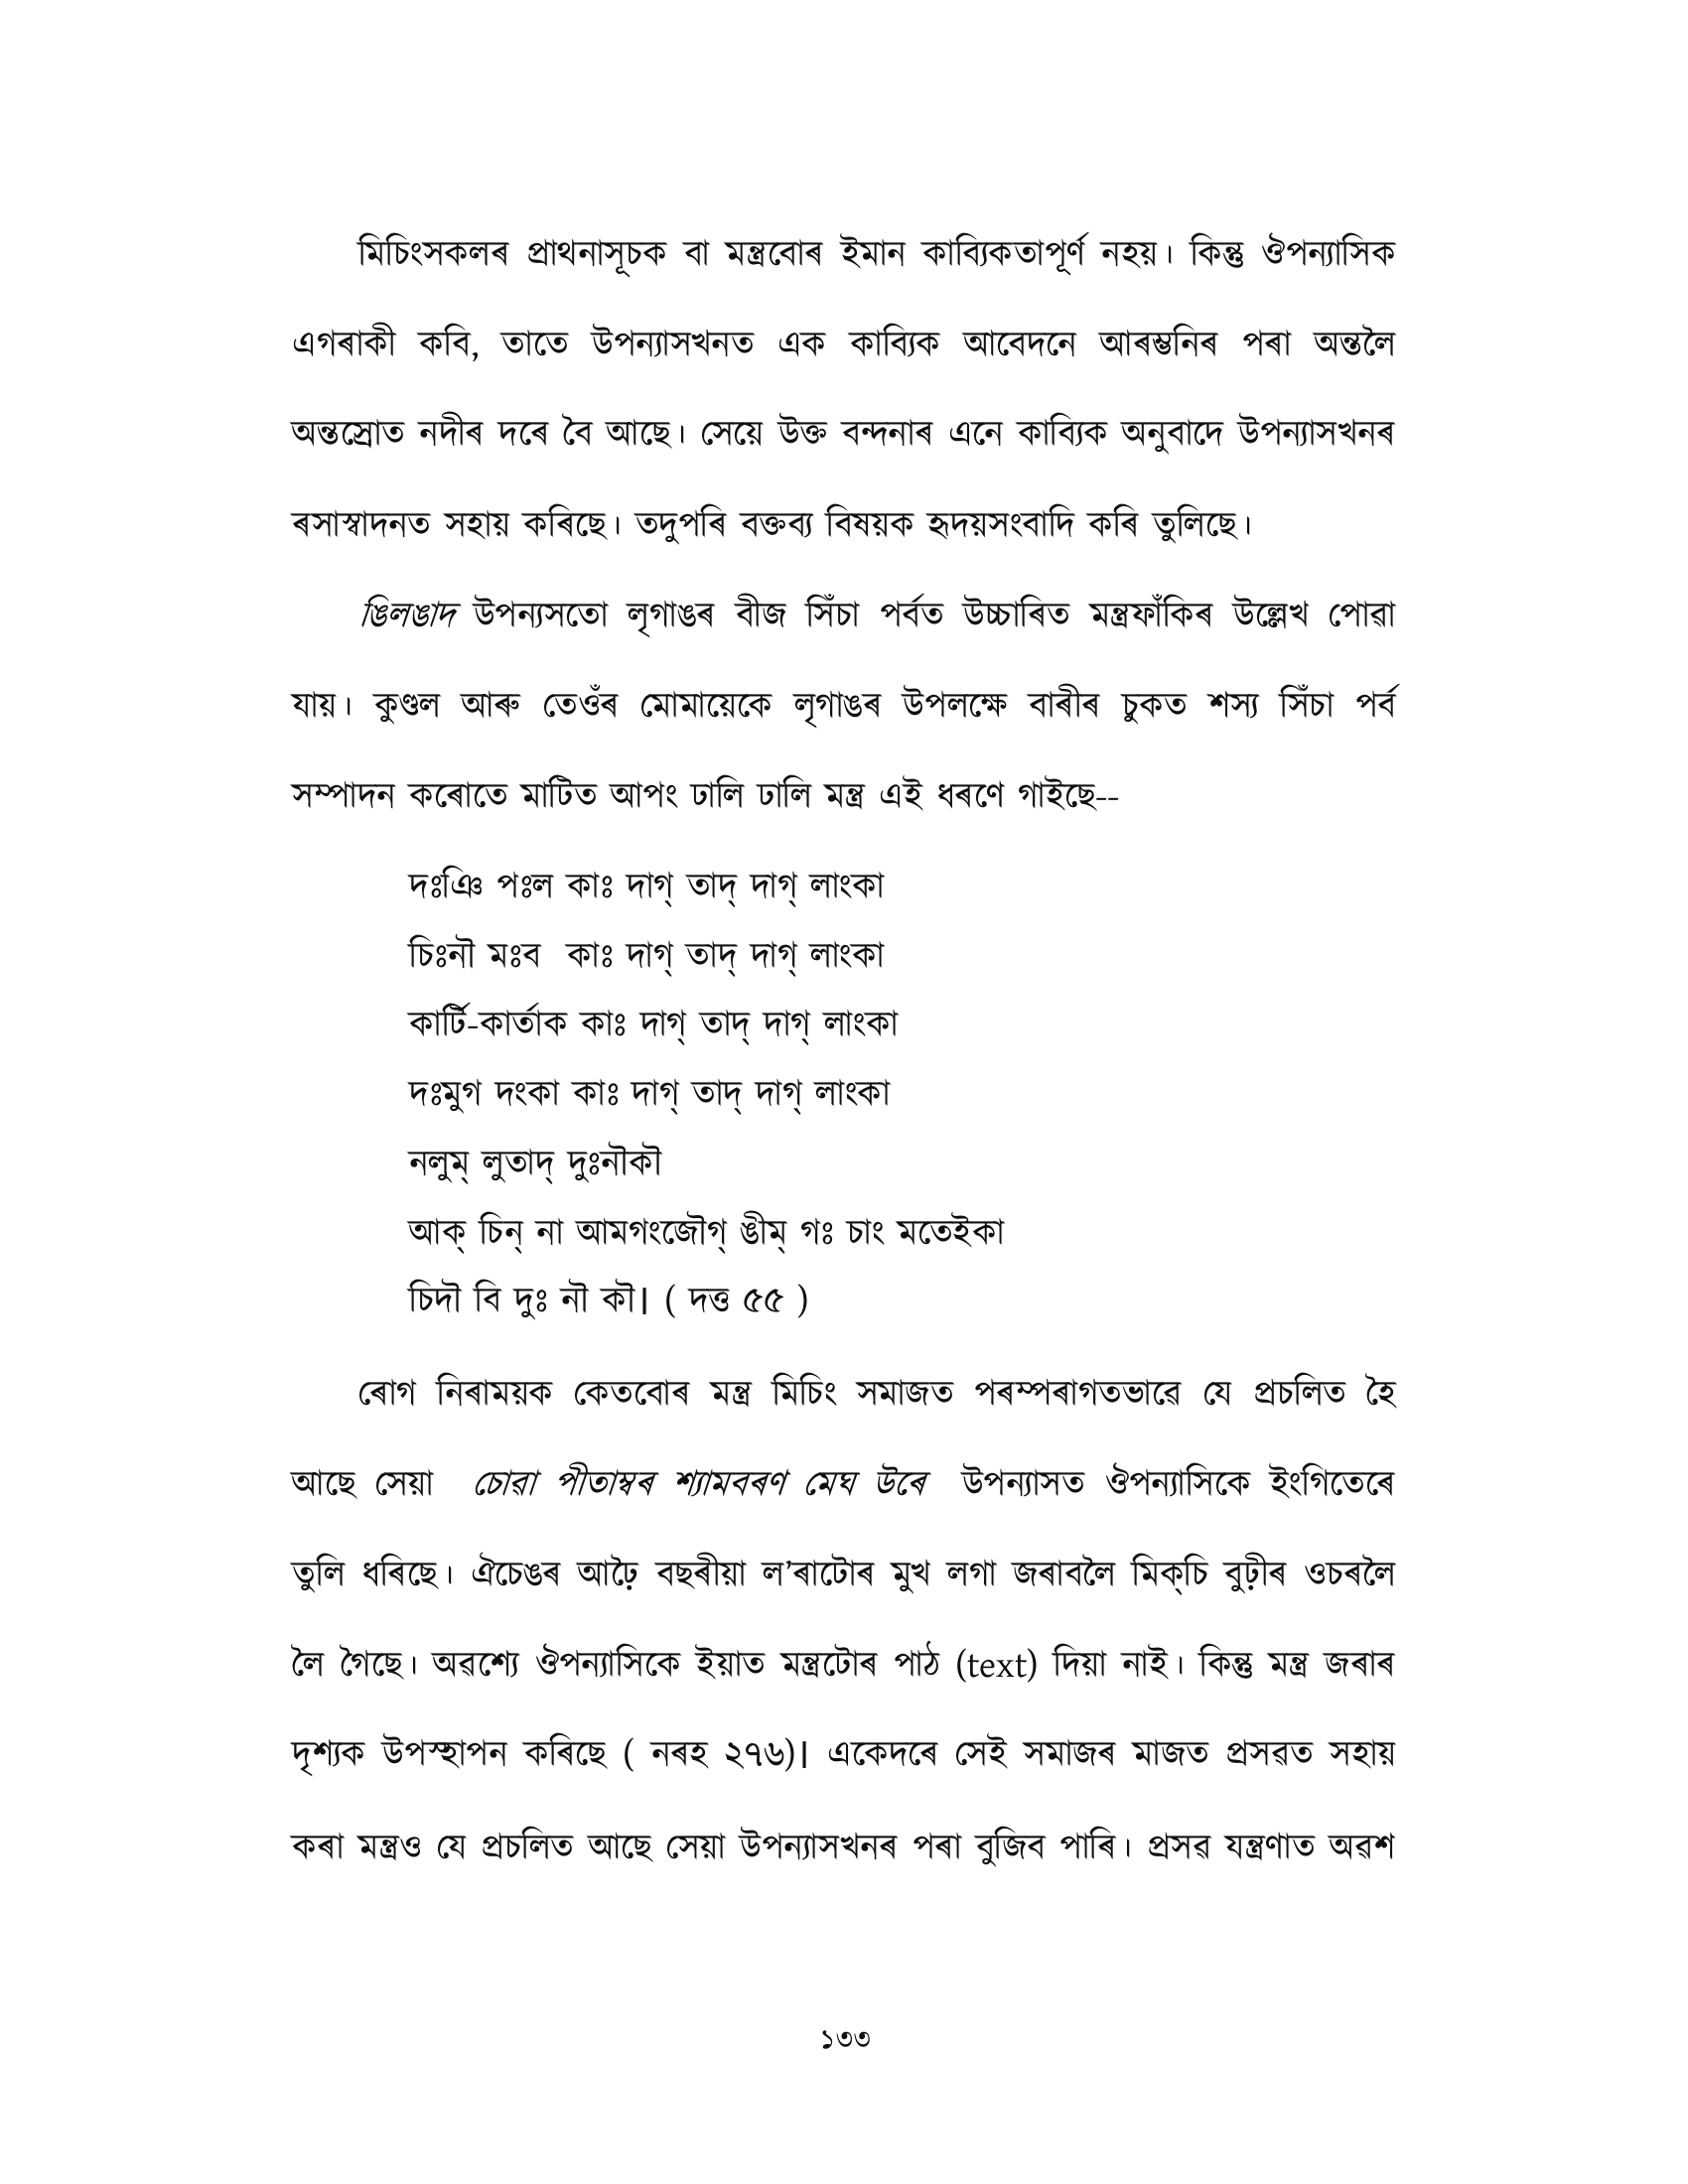 মিচিংসকলৰ প্ৰাথনাসূচক বা মন্ত্ৰবোৰ ইমান কাব্যিকতাপূৰ্ণ নহয়। কিন্তু ঔপন্যাসিক
এগৰাকী কবি, তাতে উপন্যাসখনত এক কাব্যিক আবেদনে আৰম্ভনিৰ পৰা অন্তলৈ
অন্তস্ৰোত নদীৰ দৰে বৈ আছে। সেয়ে উক্ত বন্দনাৰ এনে কাব্যিক অনুবাদে উপন্যাসখনৰ
ৰসাস্বাদনত সহায় কৰিছে। তদুপৰি বক্তব্য বিষয়ক হৃদয়সংবাদি কৰি তুলিছে।
ঙিলঙাদ উপন্যসতো লৃগাঙৰ বীজ সিঁচা পৰ্বত উচ্চাৰিত মন্ত্ৰফাঁকিৰ উল্লেখ পোৱা
যায়। কুণ্ডল আৰু তেওঁৰ মোমায়েকে লৃগাঙৰ উপলক্ষে বাৰীৰ চুকত শস্য সিঁচা পৰ্ব
সম্পাদন কৰোতে মাটিত আপং ঢালি ঢালি মন্ত্ৰ এই ধৰণে গাইছে--
দঃঞি পঃল কাঃ দাগ্ তাদ্ দাগ্ লাংকা
চিঃনী মঃব কাঃ দাগ্ তাদ্ দাগ্ লাংকা
কাৰ্টি-কাৰ্তাক কাঃ দাগ্ তাদ্ দাগ্ লাংকা
দঃমুগ দংকা কাঃ দাগ্ তাদ্ দাগ্ লাংকা
নলুম্ লুতাদ্ দুঃনীকী
আক্ চিন্ না আমগংজৌগ্ ঙীম্ গঃ চাং মতেইকা
চিদী বি দুঃ নী কী। ( দত্ত ৫৫ )
ৰোগ নিৰাময়ক কেতবোৰ মন্ত্ৰ মিচিং সমাজত পৰম্পৰাগতভাৱে যে প্ৰচলিত হৈ
আছে সেয়া চোৱা পীতাম্বৰ শ্যামবৰণ মেঘ উৰে উপন্যাসত ঔপন্যাসিকে ইংগিতেৰে
তুলি ধৰিছে। ঐচেঙৰ আঢ়ৈ বছৰীয়া ল’ৰাটোৰ মুখ লগা জৰাবলৈ মিক্‌চি বুঢ়ীৰ ওচৰলৈ
লৈ গৈছে। অৱশ্যে ঔপন্যাসিকে ইয়াত মন্ত্ৰটোৰ পাঠ (text) দিয়া নাই। কিন্তু মন্ত্ৰ জৰাৰ
দৃশ্যক উপস্হাপন কৰিছে ( নৰহ ২৭৬)। একেদৰে সেই সমাজৰ মাজত প্ৰসৱত সহায়
কৰা মন্ত্ৰও যে প্ৰচলিত আছে সেয়া উপন্যাসখনৰ পৰা বুজিব পাৰি। প্ৰসৱ যন্ত্ৰণাত অৱশ
১৩৩